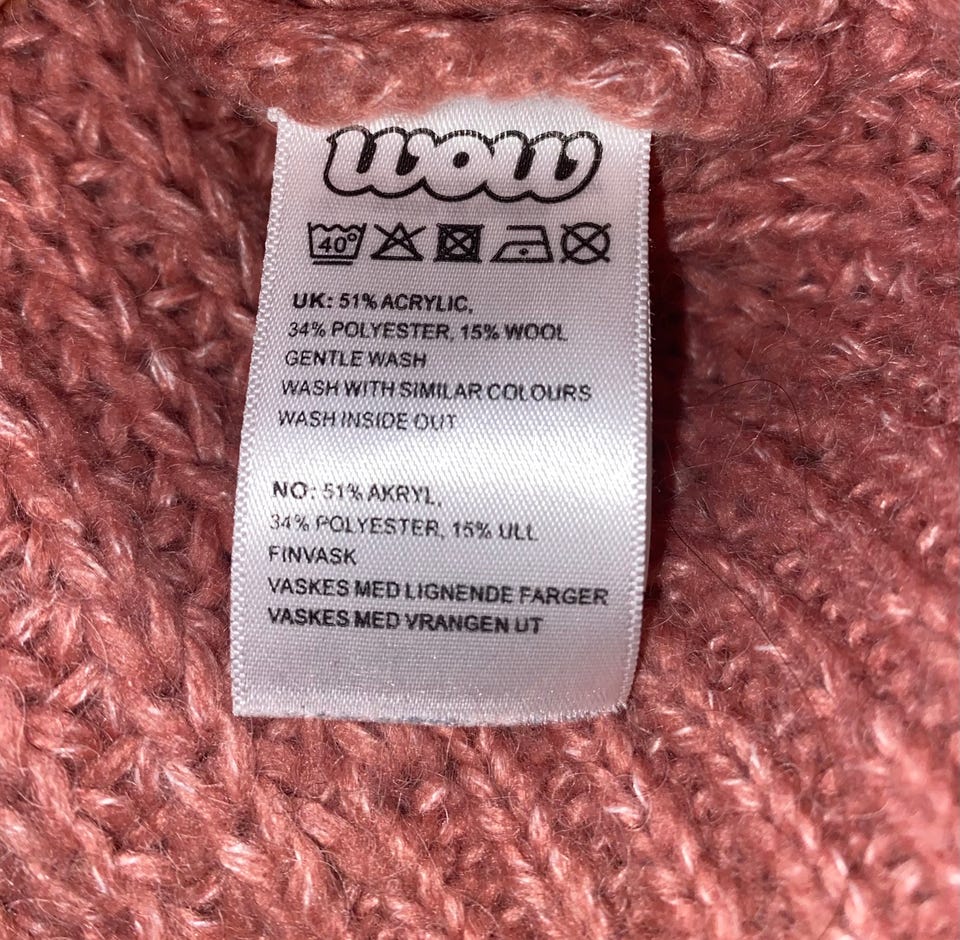 WOW
40°
UK: 51% ACRYLIC,
34% POLYESTER, 15% WOOL
GENTLE WASH
WASH WITH SIMILAR COLOURS
WASH INSIDE OUT
NO: 51% AKRYL,
34% POLYESTER, 15% ULL
FINVASK
VASKES MED LIGNENDE FARGER
VASKES MED VRANGEN UT